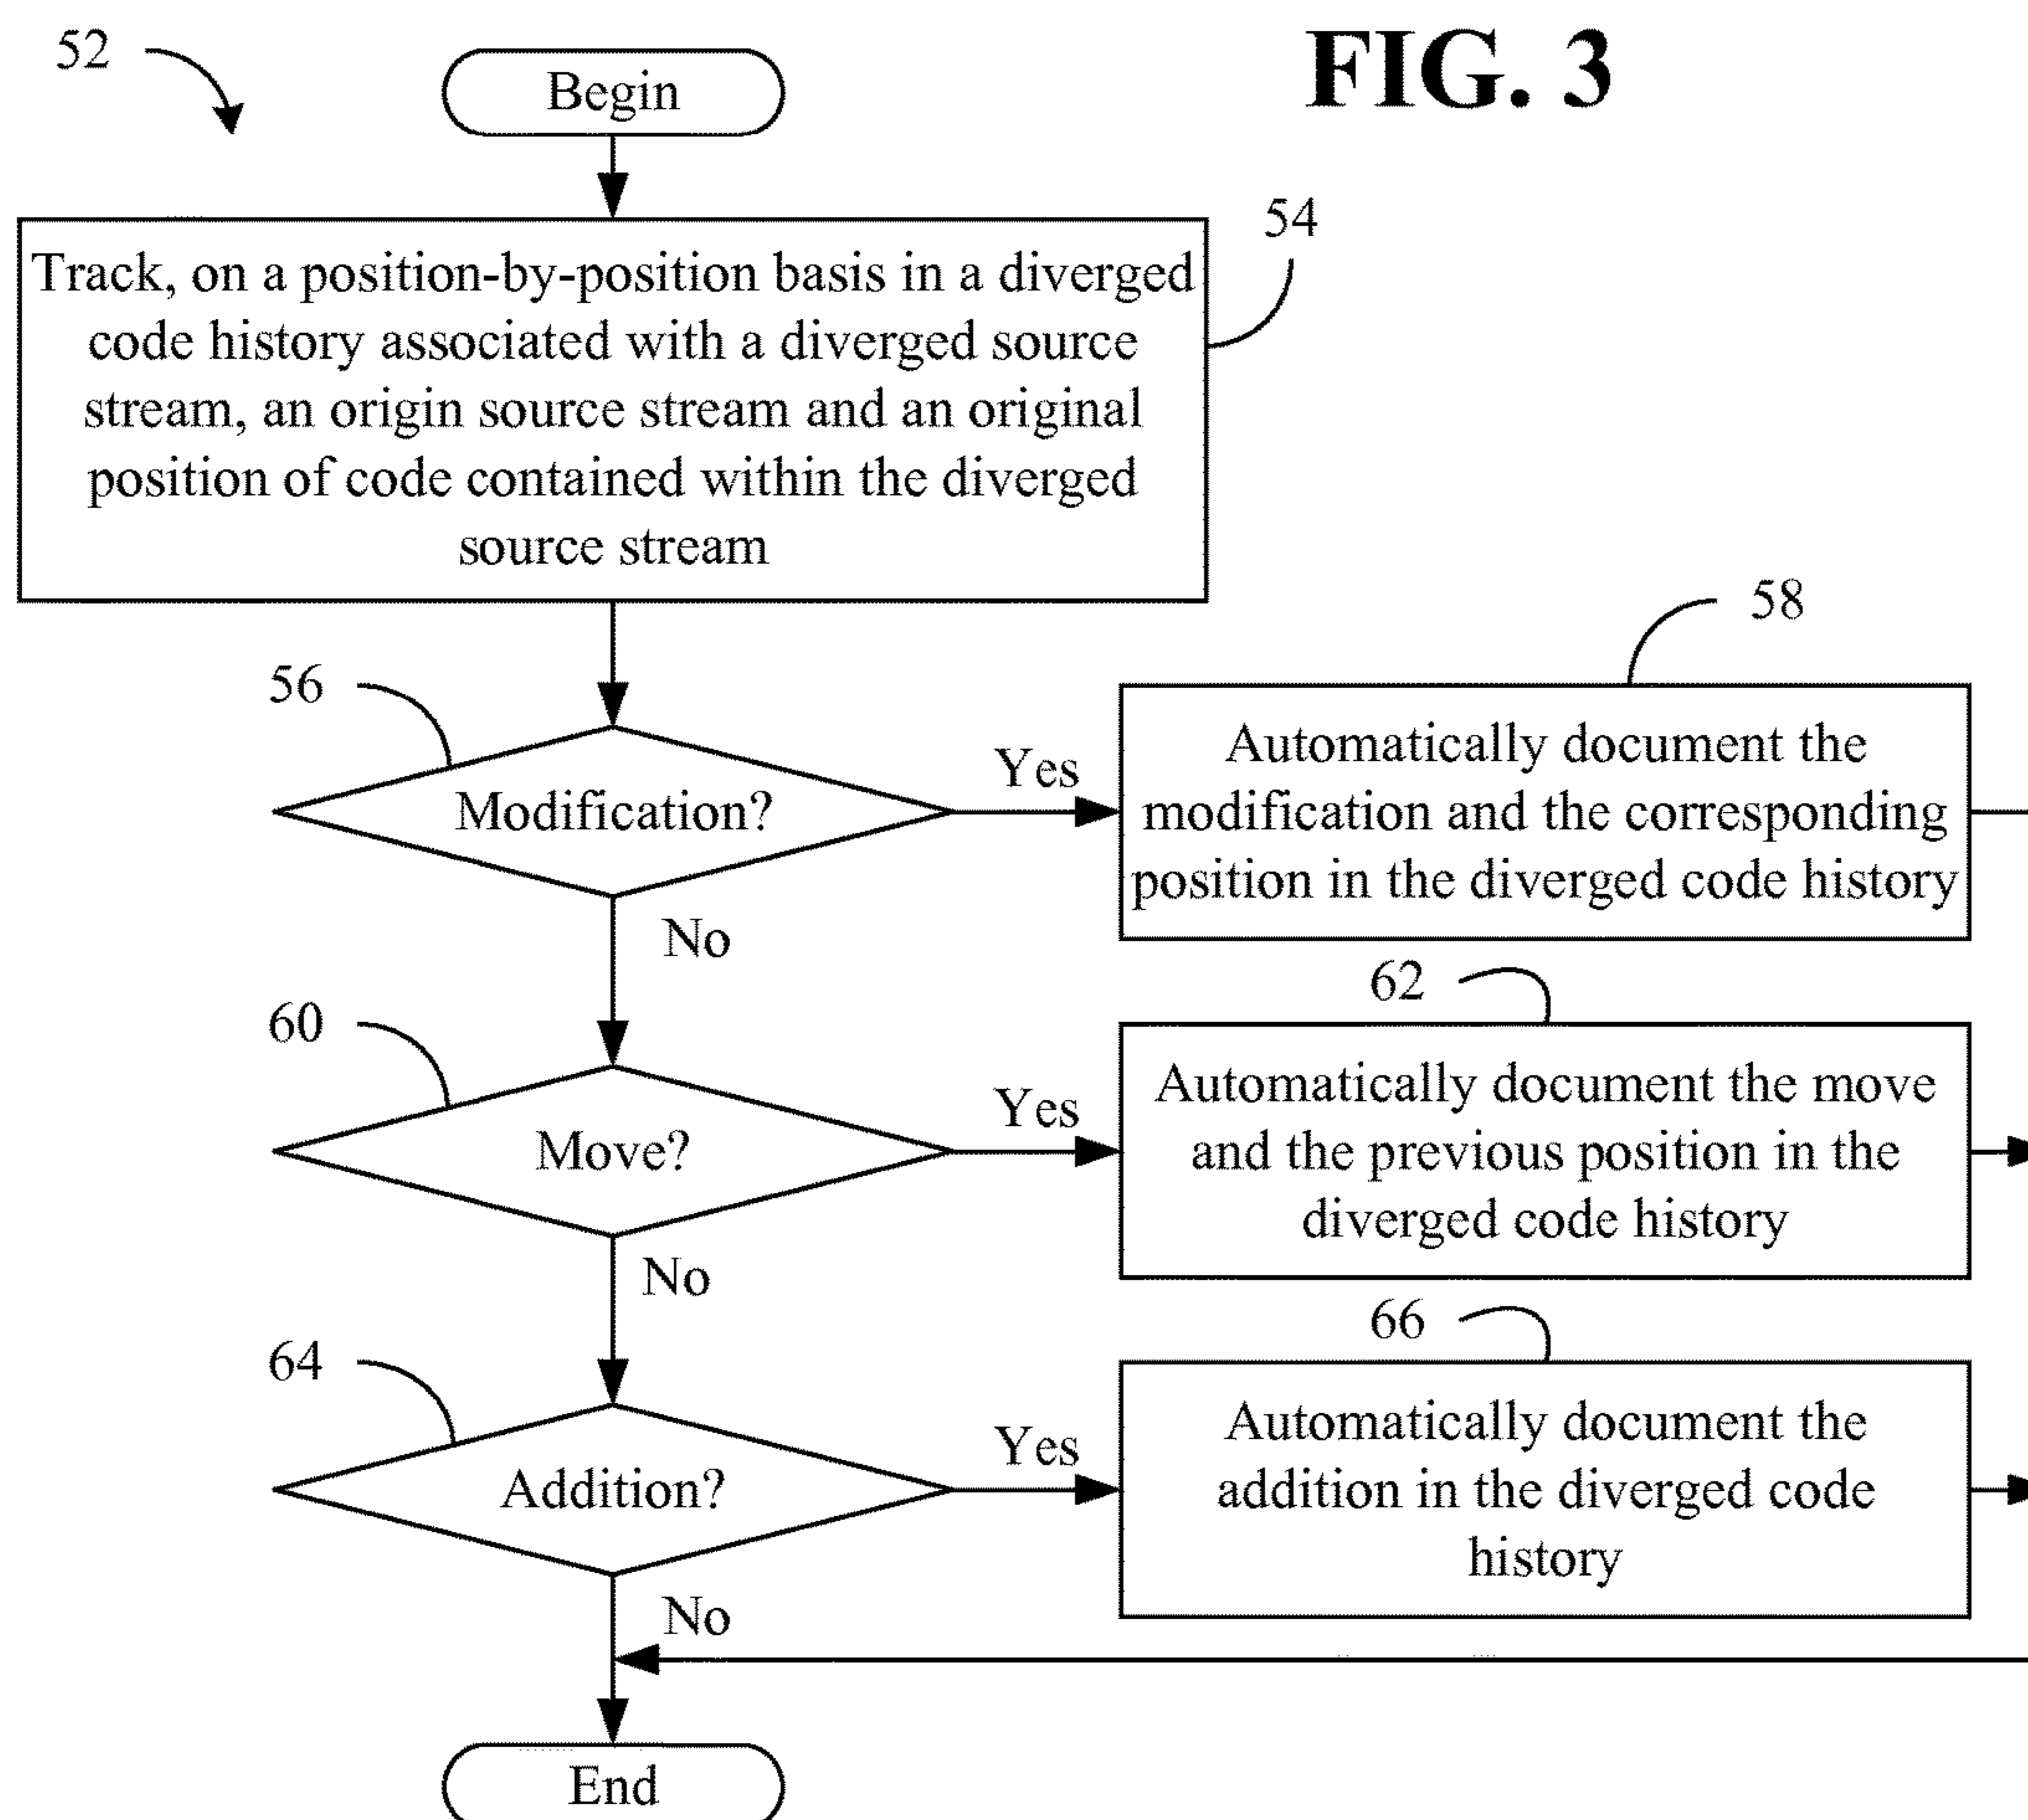 FIG. 3
52
Begin
54
Track, on a position-by-position basis in a diverged
code history associated with a diverged source
stream, an origin source stream and an original
position of code contained within the diverged
source stream
56
Modification?
Yes
58
Automatically document the
modification and the corresponding
position in the diverged code history
No
60
Move?
Yes
62
Automatically document the move
and the previous position in the
diverged code history
No
64
Addition?
Yes
66
Automatically document the
addition in the diverged code
history
No
End